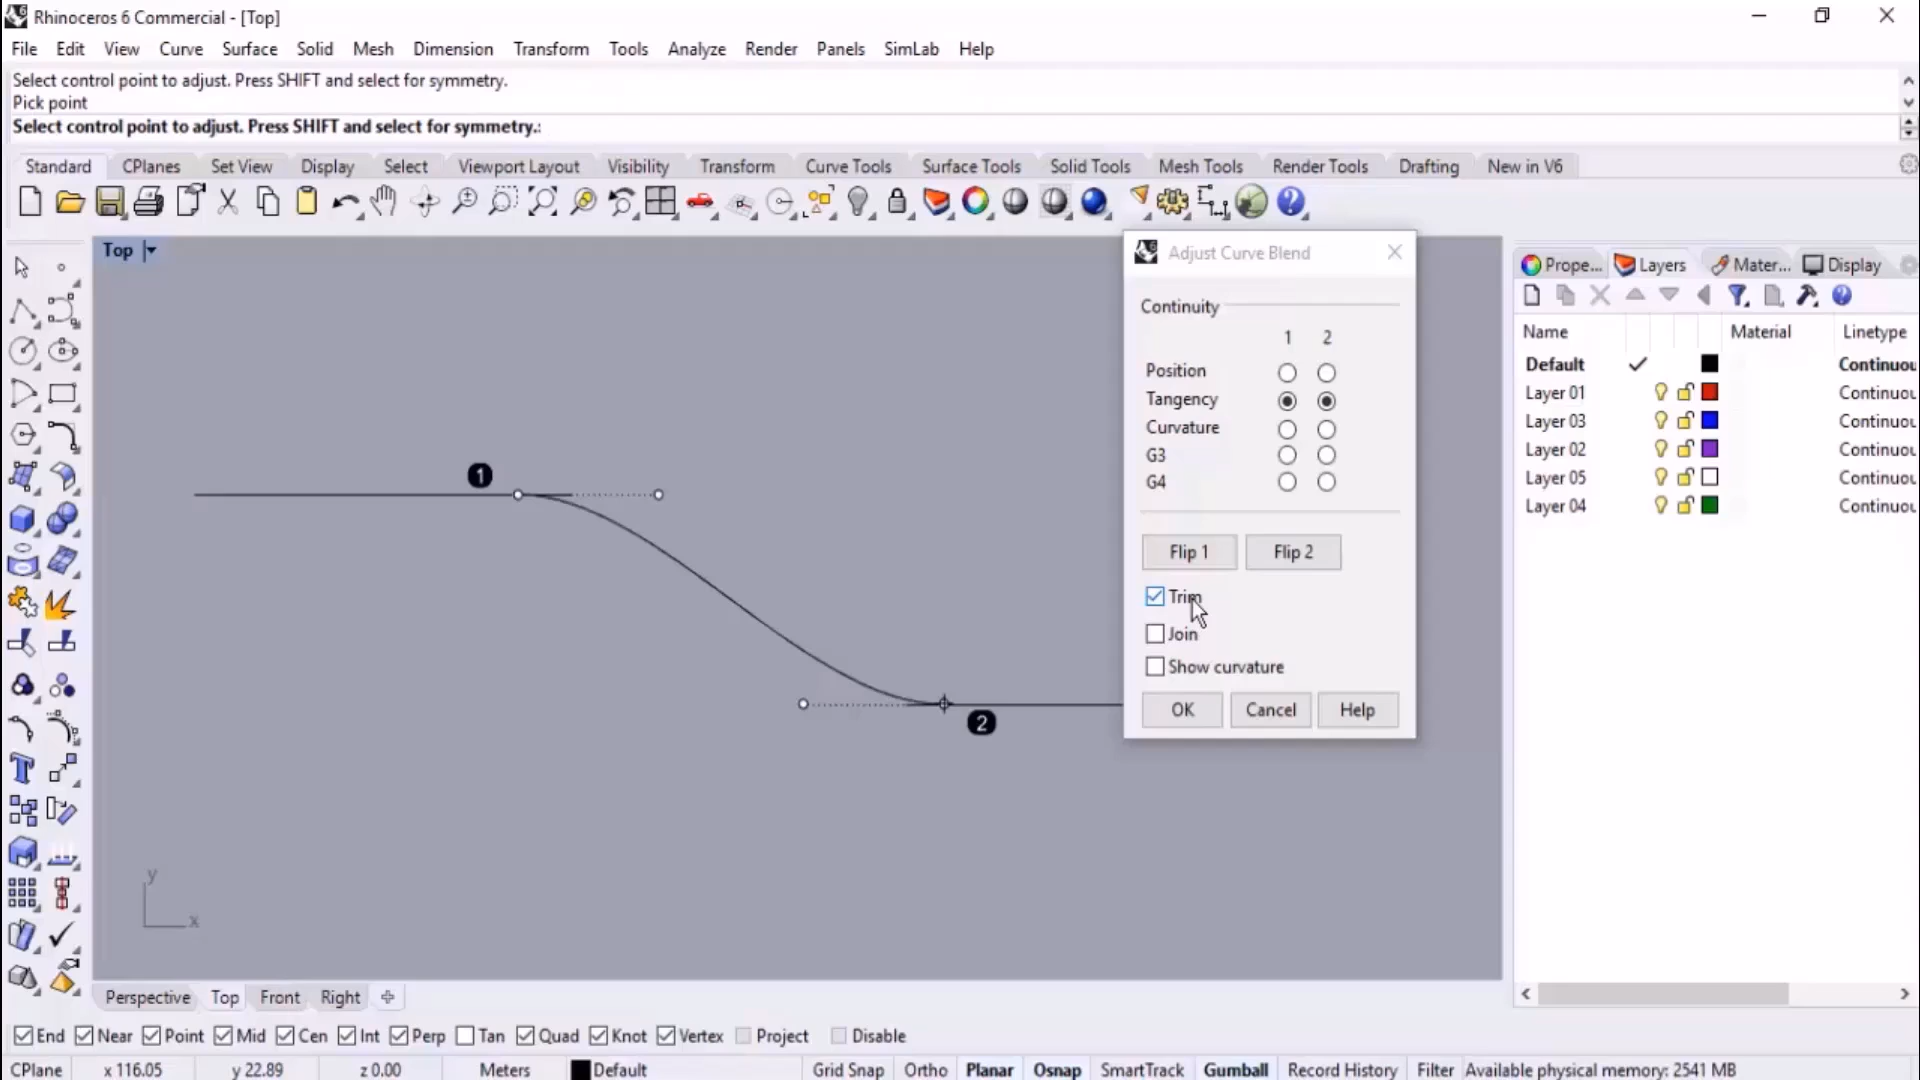 Rhinoceros 6 Commercial - [Top]
File Edit View Curve Surface Solid Mesh Dimension Transform Tools Analyze Render Panels SimLab Help
Select control point to adjust. Press SHIFT and select for symmetry.
Pick point
Select control point to adjust. Press SHIFT and select for symmetry.:
Standard CPlanes Set View Display Select Viewport Layout Visibility Transform Curve Tools Surface Tools Solid Tools Mesh Tools Render Tools Drafting New in V6
Top
Adjust Curve Blend
Continuity
1 2
Position
Tangency
Curvature
G3
G4
Flip 1 Flip 2
Trim
Join
Show curvature
OK Cancel Help
1
2
y
x
Prope... Layers Mater... Display
Name Material Linetype
Default Continuou
Layer 01 Continuou
Layer 03 Continuou
Layer 02 Continuou
Layer 05 Continuou
Layer 04 Continuou
Perspective Top Front Right
End Near Point Mid Cen Int Perp Tan Quad Knot Vertex Project Disable
CPlane x 116.05 y 22.89 z 0.00 Meters Default Grid Snap Ortho Planar Osnap SmartTrack Gumball Record History Filter Available physical memory: 2541 MB